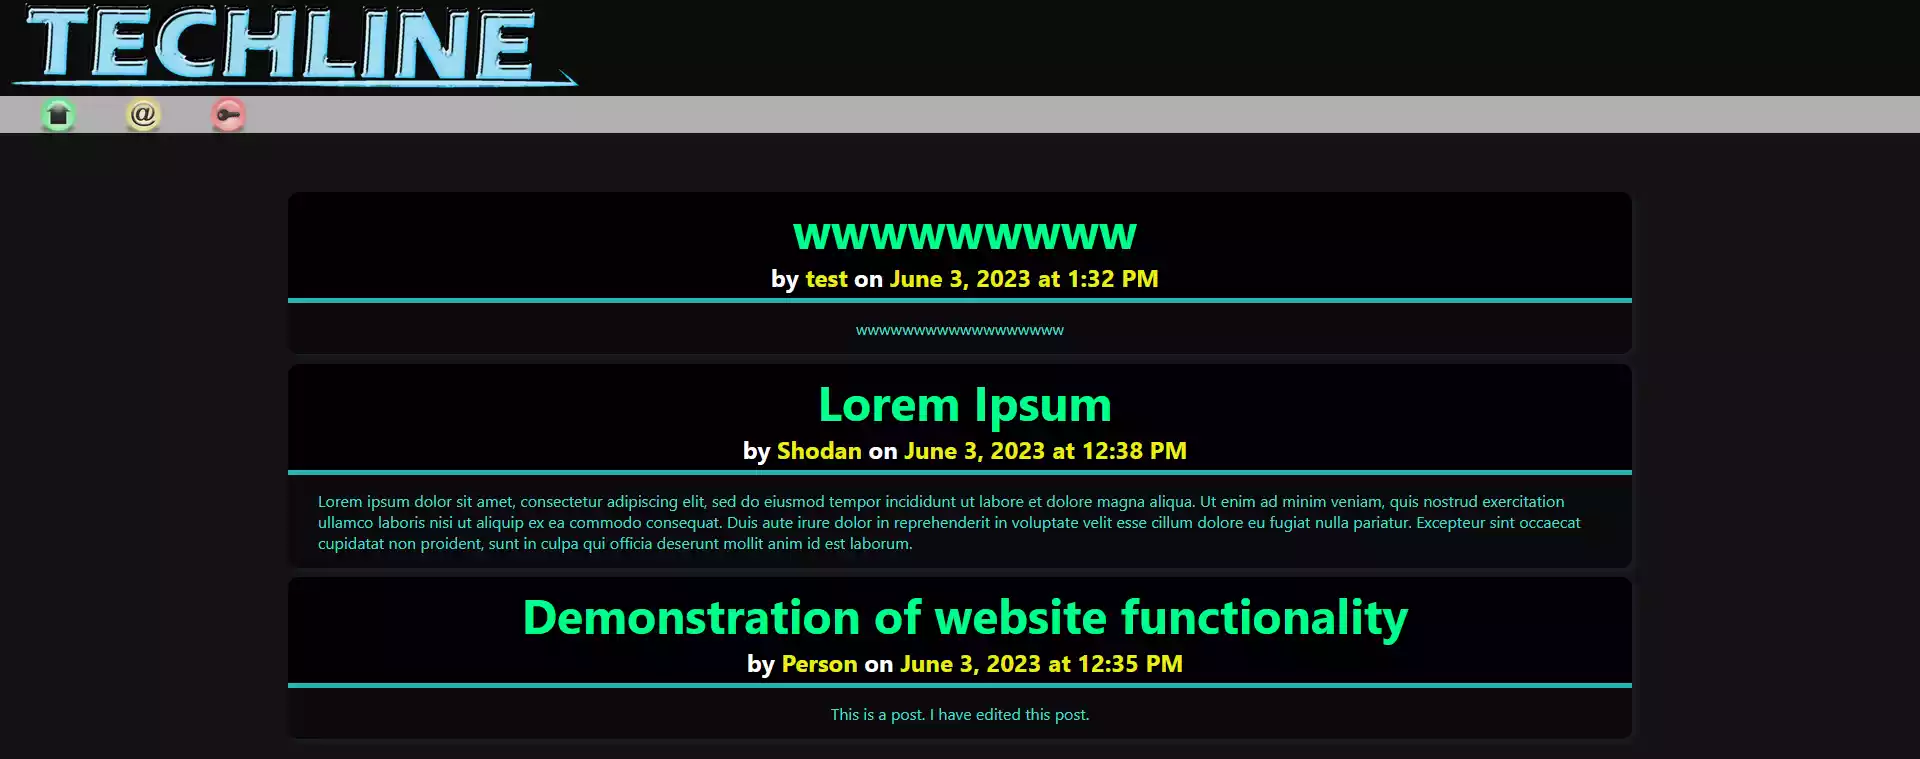 TECHLINE
@
wwwwwwwww
by test on June 3, 2023 at 1:32 PM
wwwwwwwwwwwwwwwwww
Lorem Ipsum
by Shodan on June 3, 2023 at 12:38 PM
Lorem ipsum dolor sit amet, consectetur adipiscing elit, sed do eiusmod tempor incididunt ut labore et dolore magna aliqua. Ut enim ad minim veniam, quis nostrud exercitation
ullamco laboris nisi ut aliquip ex ea commodo consequat. Duis aute irure dolor in reprehenderit in voluptate velit esse cillum dolore eu fugiat nulla pariatur. Excepteur sint occaecat
cupidatat non proident, sunt in culpa qui officia deserunt mollit anim id est laborum.
Demonstration of website functionality
by Person on June 3, 2023 at 12:35 PM
This is a post. I have edited this post.